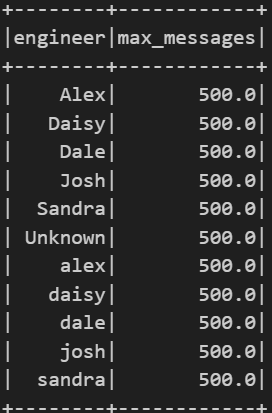 +--------+------------+
|engineer|max_messages|
+--------+------------+
|    Alex|       500.0|
|   Daisy|       500.0|
|    Dale|       500.0|
|    Josh|       500.0|
|  Sandra|       500.0|
| Unknown|       500.0|
|    alex|       500.0|
|   daisy|       500.0|
|    dale|       500.0|
|    josh|       500.0|
|  sandra|       500.0|
+--------+------------+